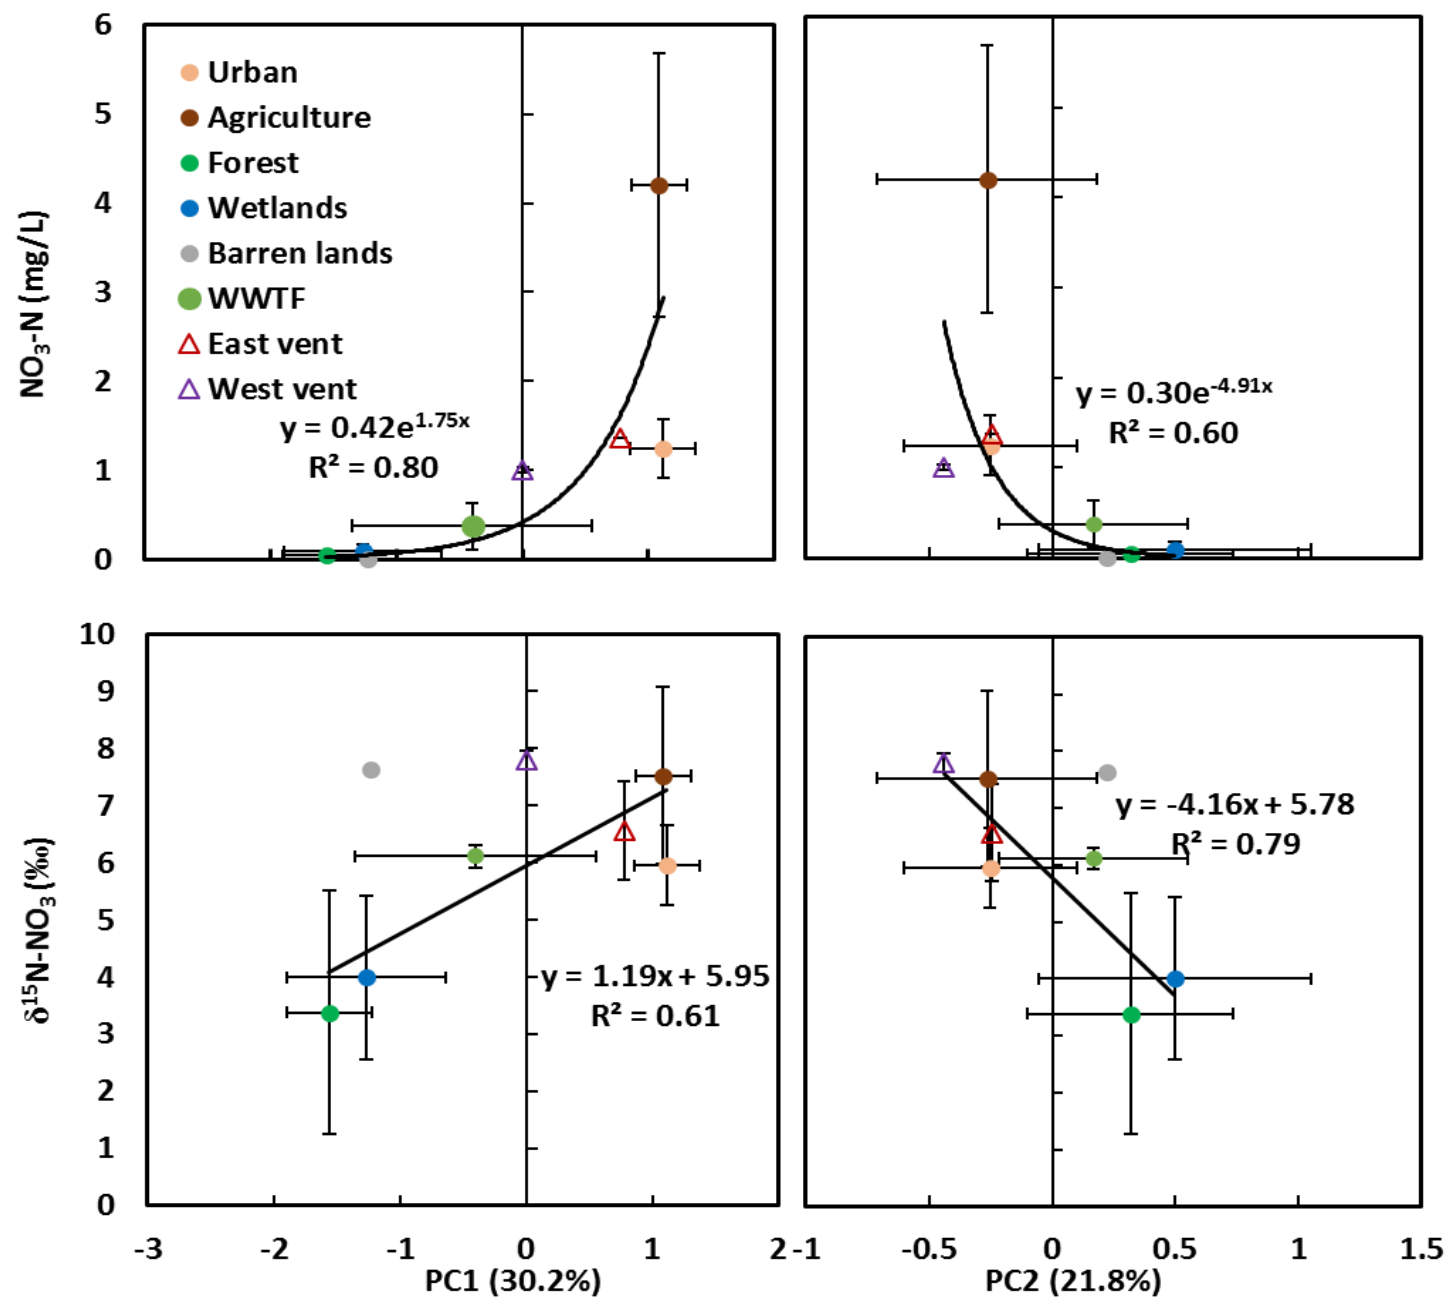 6
5
4
3
2
1
0
NO3-N (mg/L)
Urban
Agriculture
Forest
Wetlands
Barren lands
WWTF
East vent
West vent
y = 0.42e^1.75x
R² = 0.80
y = 0.30e^-4.91x
R² = 0.60
10
9
8
7
6
5
4
3
2
1
0
δ15N-NO3 (‰)
y = 1.19x + 5.95
R² = 0.61
y = -4.16x + 5.78
R² = 0.79
-3 -2 -1 0 1 2 -1 -0.5 0 0.5 1 1.5
PC1 (30.2%) PC2 (21.8%)